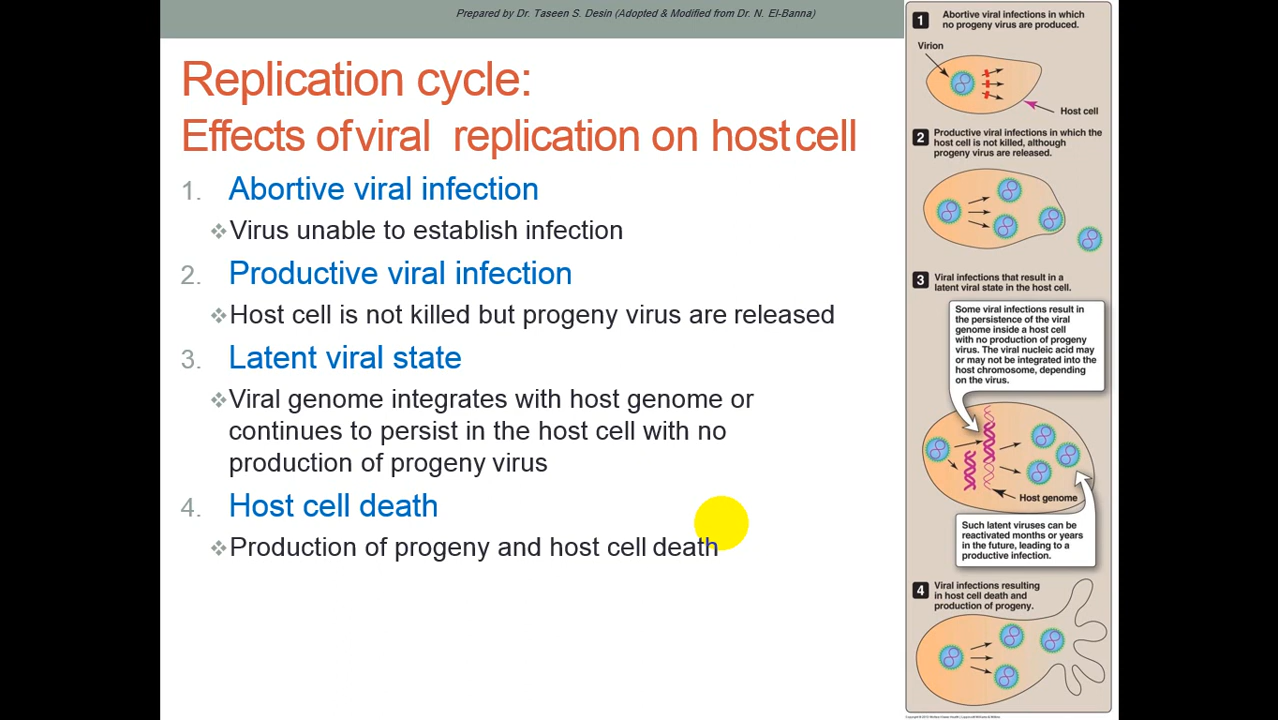 Prepared by Dr. Taseen S. Desin (Adopted & Modified from Dr. N. El-Banna)
Replication cycle:
Effects of viral replication on host cell
1. Abortive viral infection
❖Virus unable to establish infection
2. Productive viral infection
❖Host cell is not killed but progeny virus are released
3. Latent viral state
❖Viral genome integrates with host genome or
continues to persist in the host cell with no
production of progeny virus
4. Host cell death
❖Production of progeny and host cell death
1 Abortive viral infections in which
no progeny virus are produced.
Virion
Host cell
2 Productive viral infections in which the
host cell is not killed, although
progeny virus are released.
3 Viral infections that result in a
latent viral state in the host cell.
Some viral infections result in
the persistence of the viral
genome inside a host cell
with no production of progeny
virus. The viral nucleic acid may
or may not be integrated into the
host chromosome, depending
on the virus.
Host genome
Such latent viruses can be
reactivated months or years
in the future, leading to a
productive infection.
4 Viral infections resulting
in host cell death and
production of progeny.